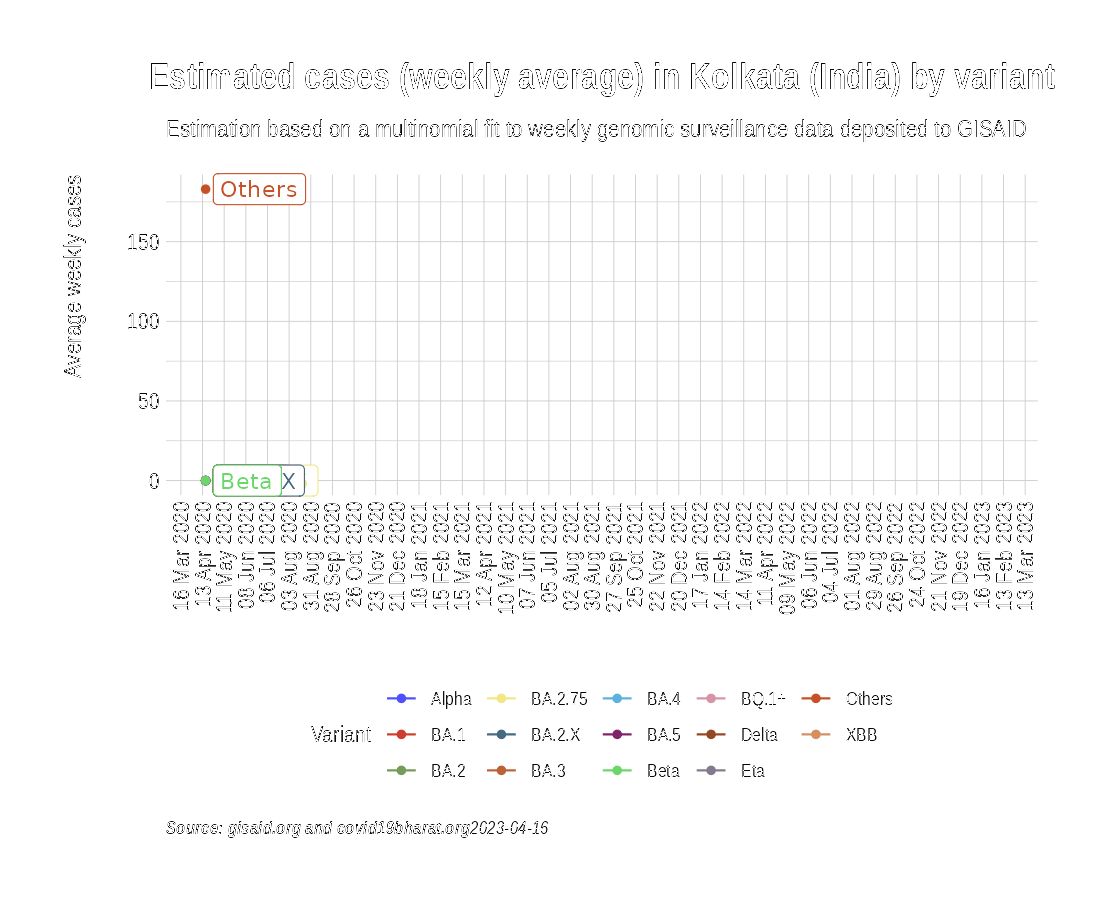 Estimated cases (weekly average) in Kolkata (India) by variant
Estimation based on a multinomial fit to weekly genomic surveillance data deposited to GISAID
Average weekly cases
Others
150
100
50
0
Beta
X
16 Mar 2020
13 Apr 2020
11 May 2020
08 Jun 2020
06 Jul 2020
03 Aug 2020
31 Aug 2020
28 Sep 2020
26 Oct 2020
23 Nov 2020
21 Dec 2020
18 Jan 2021
15 Feb 2021
15 Mar 2021
12 Apr 2021
10 May 2021
07 Jun 2021
05 Jul 2021
02 Aug 2021
30 Aug 2021
27 Sep 2021
25 Oct 2021
22 Nov 2021
20 Dec 2021
17 Jan 2022
14 Feb 2022
14 Mar 2022
11 Apr 2022
09 May 2022
06 Jun 2022
04 Jul 2022
01 Aug 2022
29 Aug 2022
26 Sep 2022
24 Oct 2022
21 Nov 2022
19 Dec 2022
16 Jan 2023
13 Feb 2023
13 Mar 2023
Alpha BA.2.75 BA.4 BQ.1+ Others
Variant BA.1 BA.2.X BA.5 Delta XBB
BA.2 BA.3 Beta Eta
Source: gisaid.org and covid19bharat.org2023-04-16